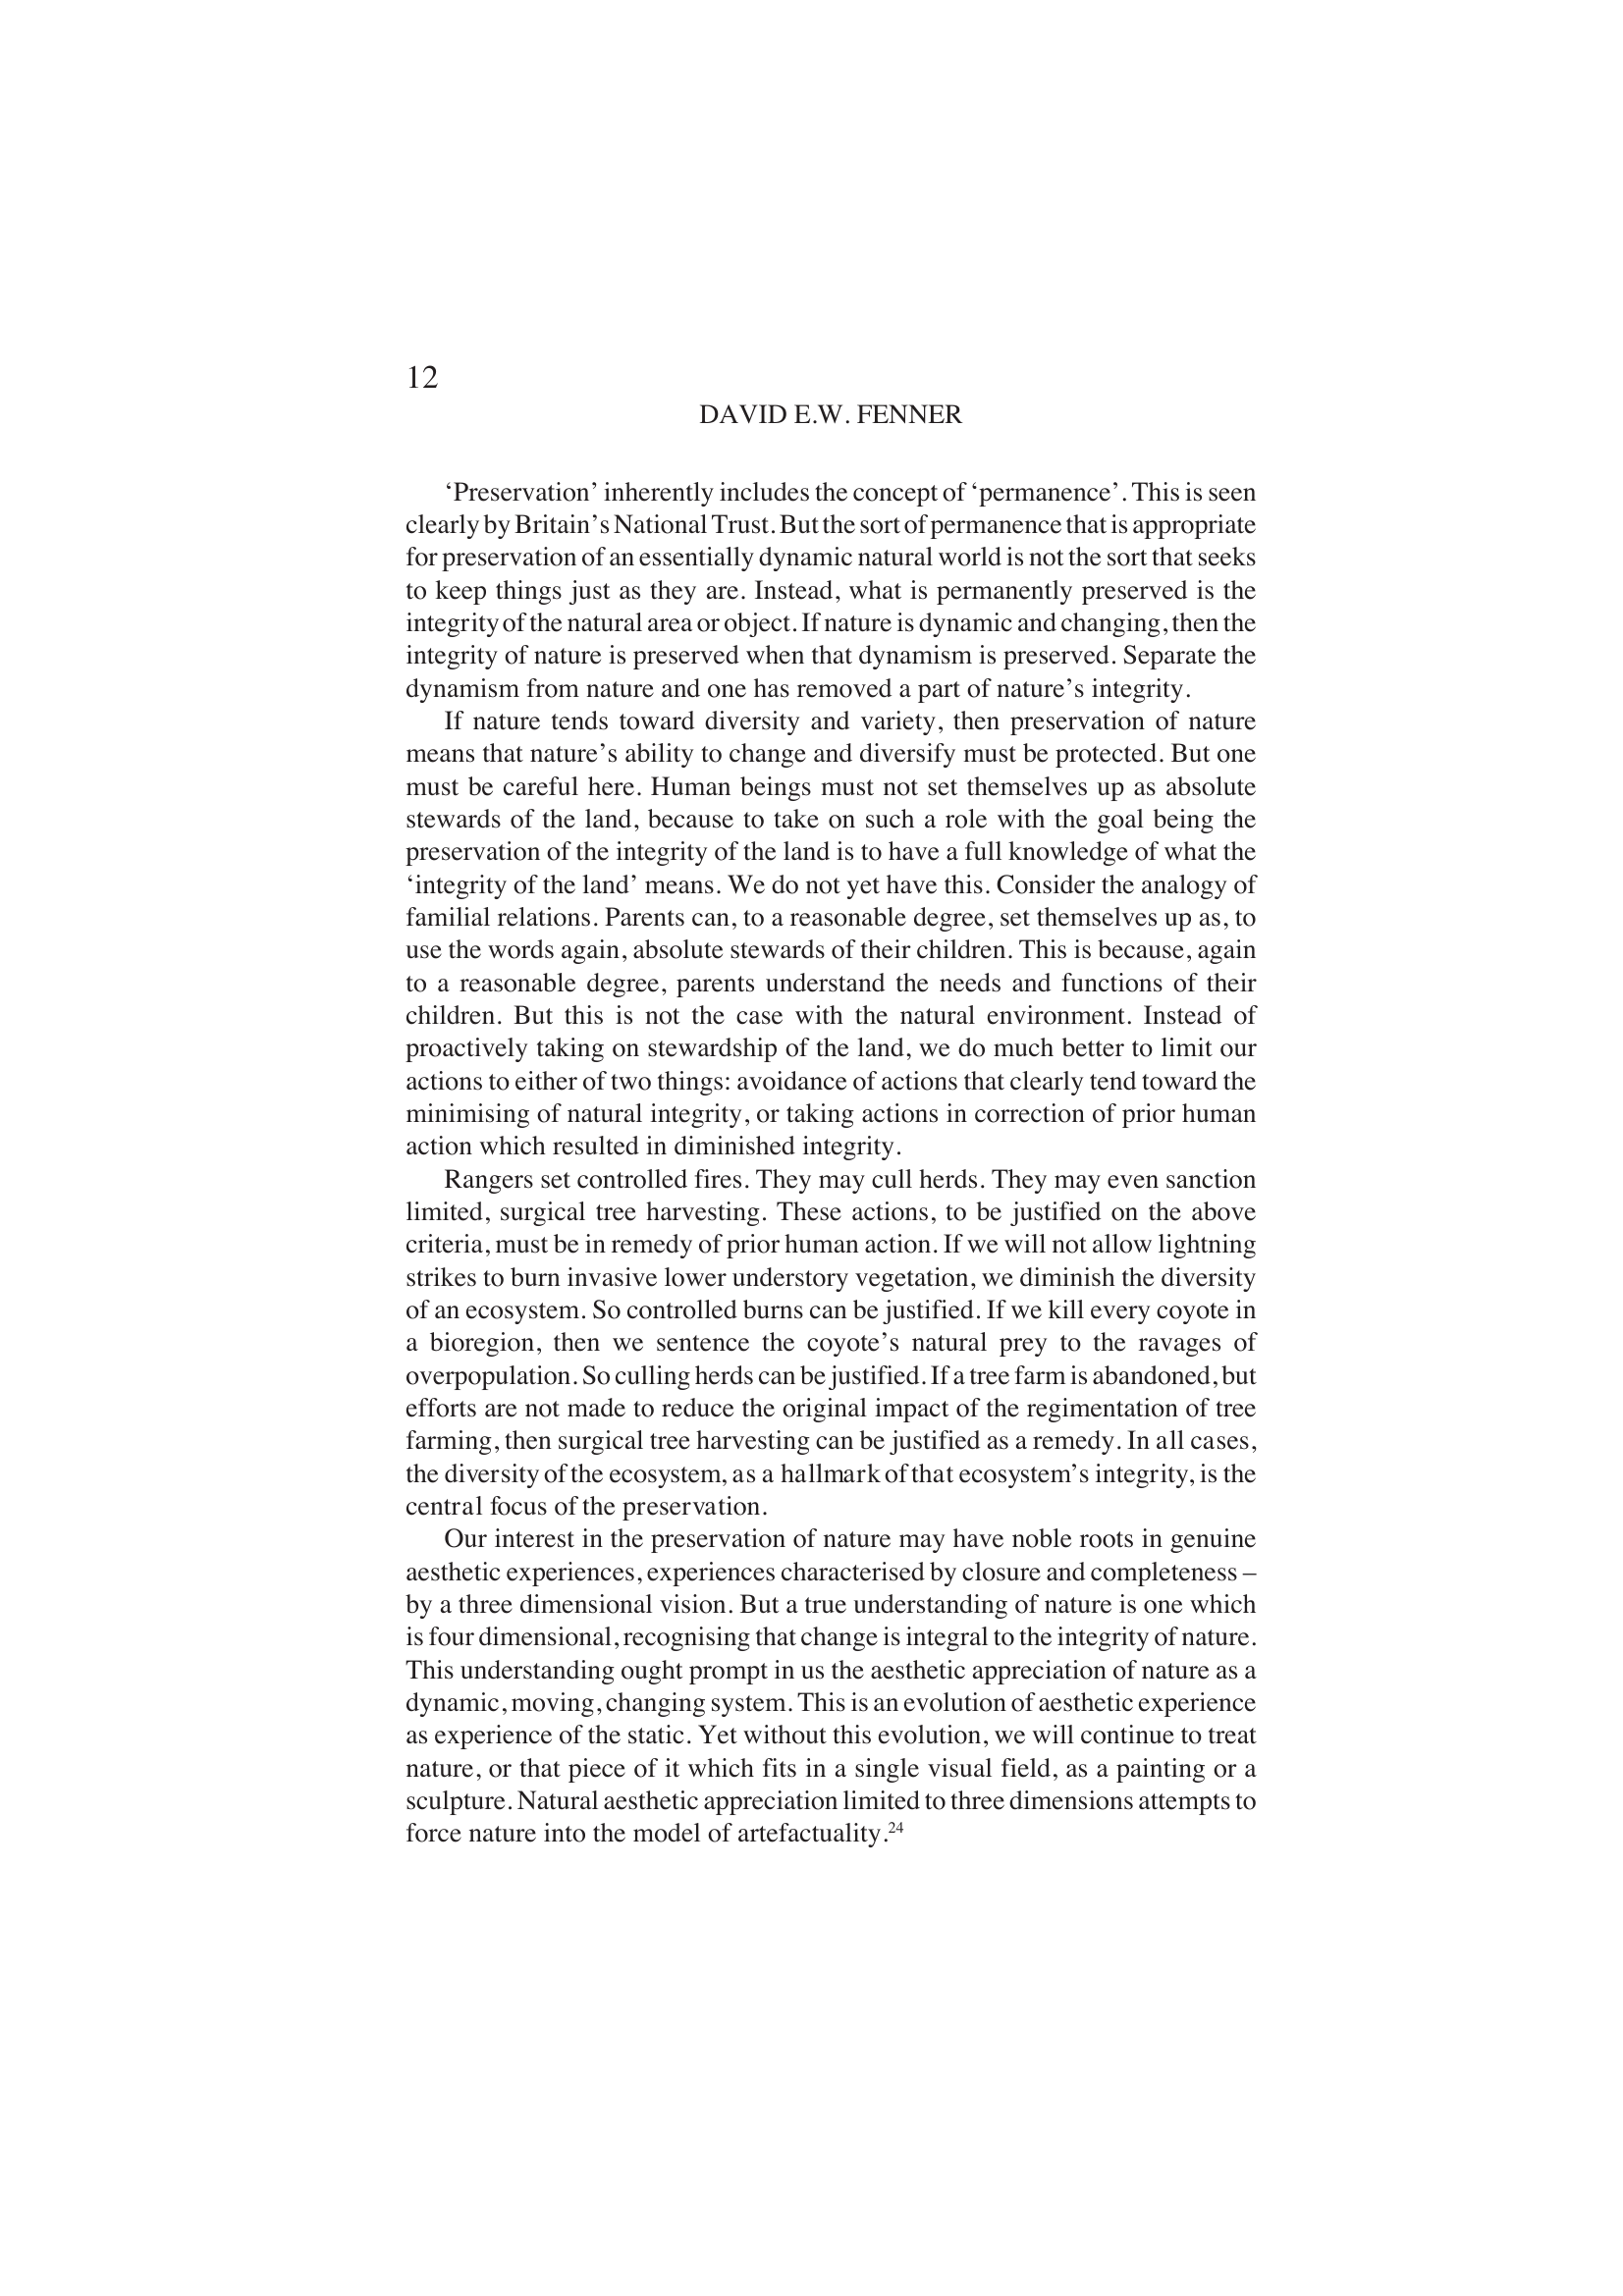 12
DAVID E.W. FENNER
‘Preservation’ inherently includes the concept of ‘permanence’. This is seen
clearly by Britain’s National Trust. But the sort of permanence that is appropriate
for preservation of an essentially dynamic natural world is not the sort that seeks
to keep things just as they are. Instead, what is permanently preserved is the
integrity of the natural area or object. If nature is dynamic and changing, then the
integrity of nature is preserved when that dynamism is preserved. Separate the
dynamism from nature and one has removed a part of nature’s integrity.
If nature tends toward diversity and variety, then preservation of nature
means that nature’s ability to change and diversify must be protected. But one
must be careful here. Human beings must not set themselves up as absolute
stewards of the land, because to take on such a role with the goal being the
preservation of the integrity of the land is to have a full knowledge of what the
‘integrity of the land’ means. We do not yet have this. Consider the analogy of
familial relations. Parents can, to a reasonable degree, set themselves up as, to
use the words again, absolute stewards of their children. This is because, again
to a reasonable degree, parents understand the needs and functions of their
children. But this is not the case with the natural environment. Instead of
proactively taking on stewardship of the land, we do much better to limit our
actions to either of two things: avoidance of actions that clearly tend toward the
minimising of natural integrity, or taking actions in correction of prior human
action which resulted in diminished integrity.
Rangers set controlled fires. They may cull herds. They may even sanction
limited, surgical tree harvesting. These actions, to be justified on the above
criteria, must be in remedy of prior human action. If we will not allow lightning
strikes to burn invasive lower understory vegetation, we diminish the diversity
of an ecosystem. So controlled burns can be justified. If we kill every coyote in
a bioregion, then we sentence the coyote’s natural prey to the ravages of
overpopulation. So culling herds can be justified. If a tree farm is abandoned, but
efforts are not made to reduce the original impact of the regimentation of tree
farming, then surgical tree harvesting can be justified as a remedy. In all cases,
the diversity of the ecosystem, as a hallmark of that ecosystem’s integrity, is the
central focus of the preservation.
Our interest in the preservation of nature may have noble roots in genuine
aesthetic experiences, experiences characterised by closure and completeness –
by a three dimensional vision. But a true understanding of nature is one which
is four dimensional, recognising that change is integral to the integrity of nature.
This understanding ought prompt in us the aesthetic appreciation of nature as a
dynamic, moving, changing system. This is an evolution of aesthetic experience
as experience of the static. Yet without this evolution, we will continue to treat
nature, or that piece of it which fits in a single visual field, as a painting or a
sculpture. Natural aesthetic appreciation limited to three dimensions attempts to
force nature into the model of artefactuality.24